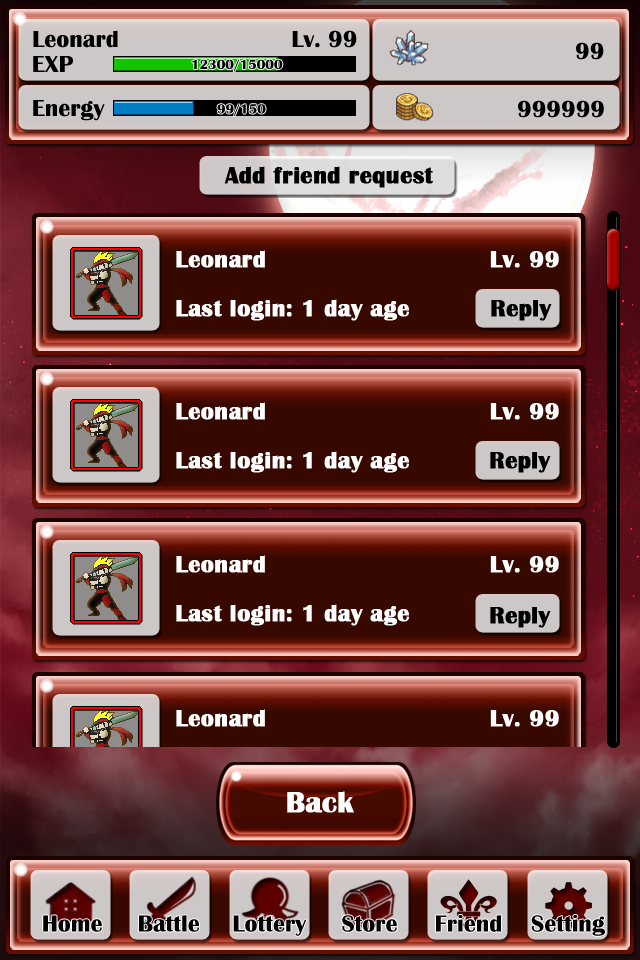 Leonard Lv. 99
EXP 12300/15000
99
Energy 99/150
999999
Add friend request
Leonard Lv. 99
Last login: 1 day age Reply
Leonard Lv. 99
Last login: 1 day age Reply
Leonard Lv. 99
Last login: 1 day age Reply
Leonard Lv. 99
Back
Home Battle Lottery Store Friend Setting